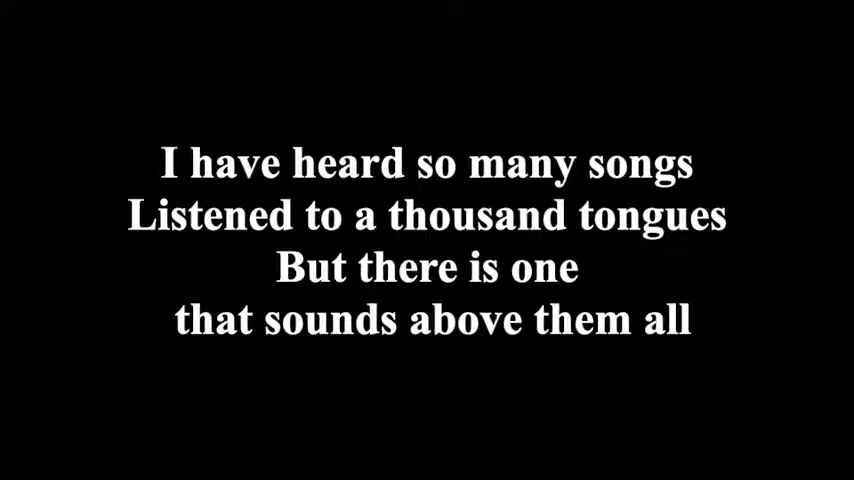 I have heard so many songs
Listened to a thousand tongues
But there is one
that sounds above them all